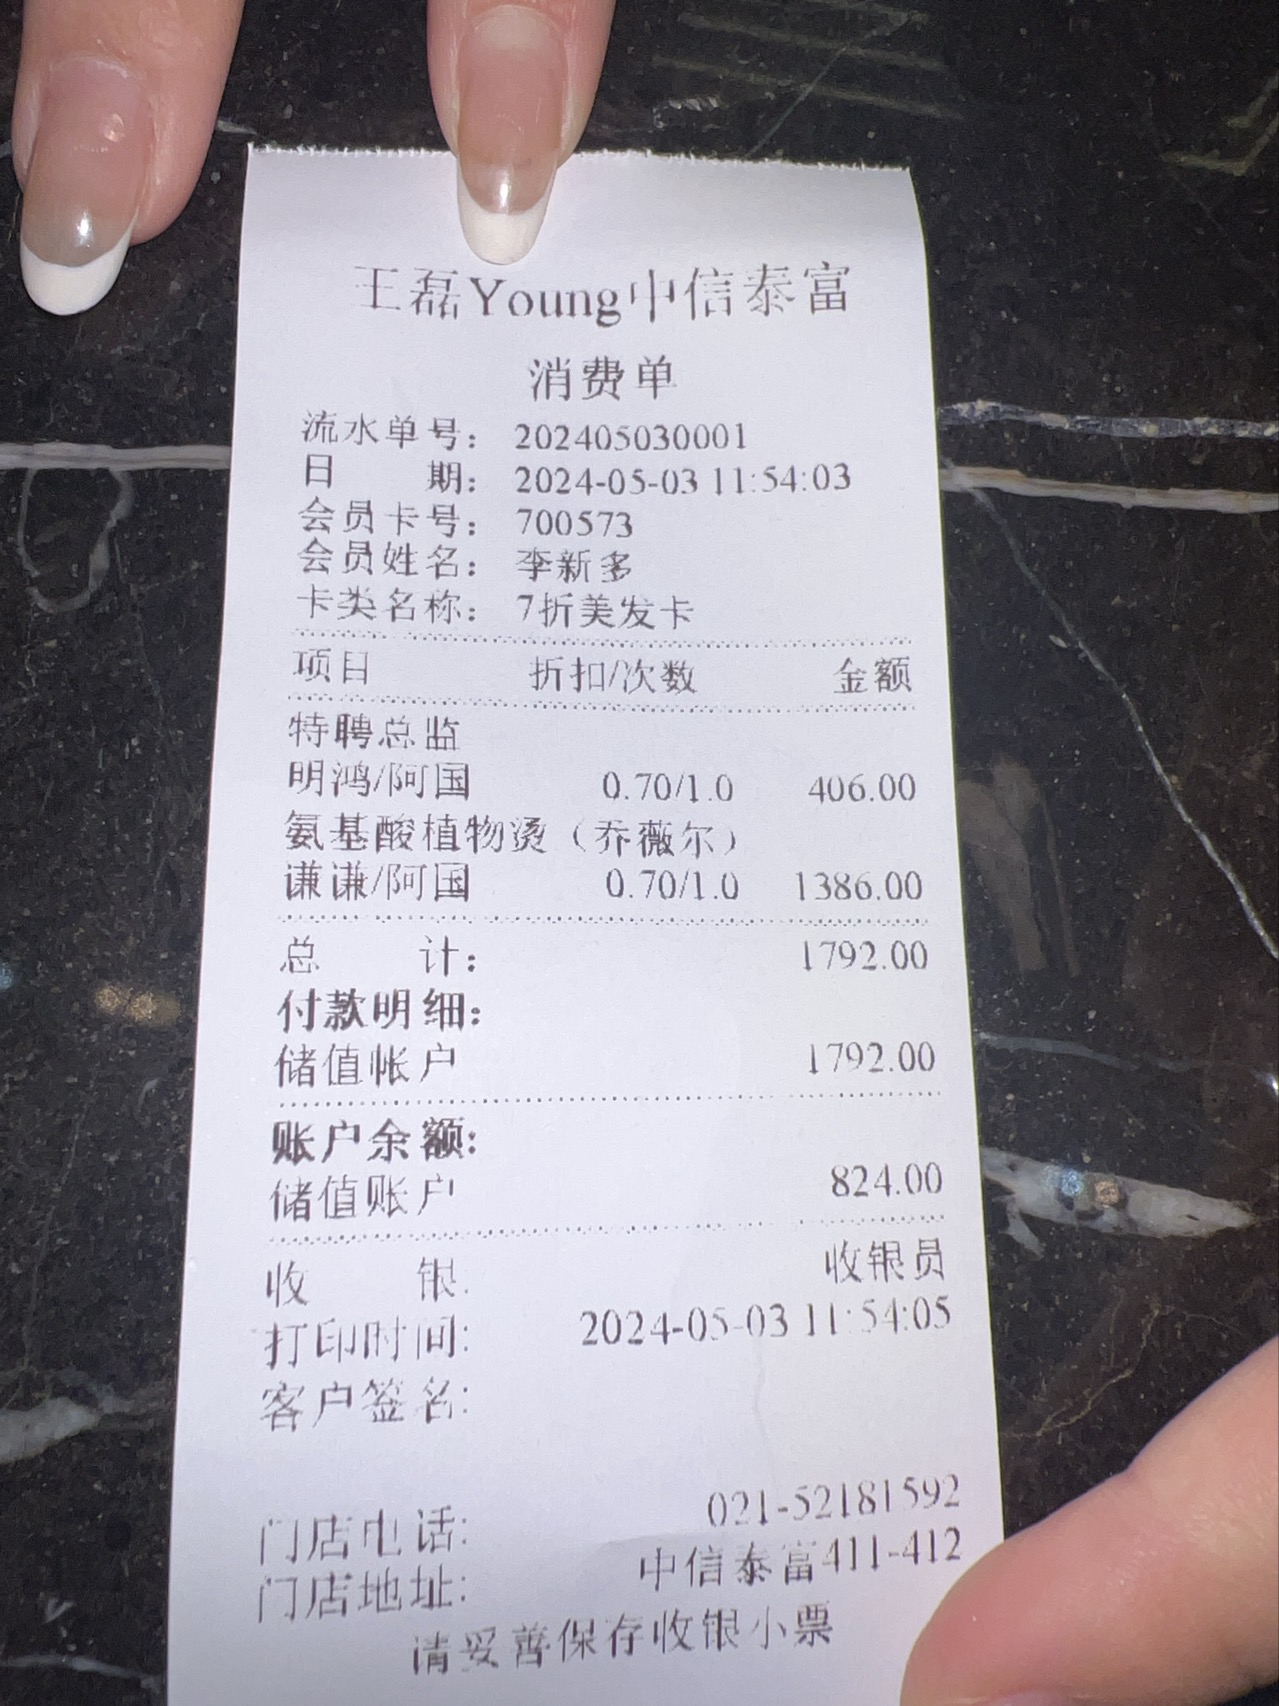 王磊Young中信泰富
消费单
流水单号： 202405030001
日 期： 2024-05-03 11:54:03
会员卡号： 700573
会员姓名： 李新多
卡类名称： 7折美发卡
项目 折扣/次数 金额
特聘总监
明鸿/阿国 0.70/1.0 406.00
氨基酸植物烫（乔薇尔）
谦谦/阿国 0.70/1.0 1386.00
总 计： 1792.00
付款明细：
储值帐户 1792.00
账户余额:
储值账户 824.00
收 银: 收银员
打印时间: 2024-05-03 11:54:05
客户签名:
门店电话: 021-52181592
门店地址: 中信泰富411-412
请妥善保存收银小票